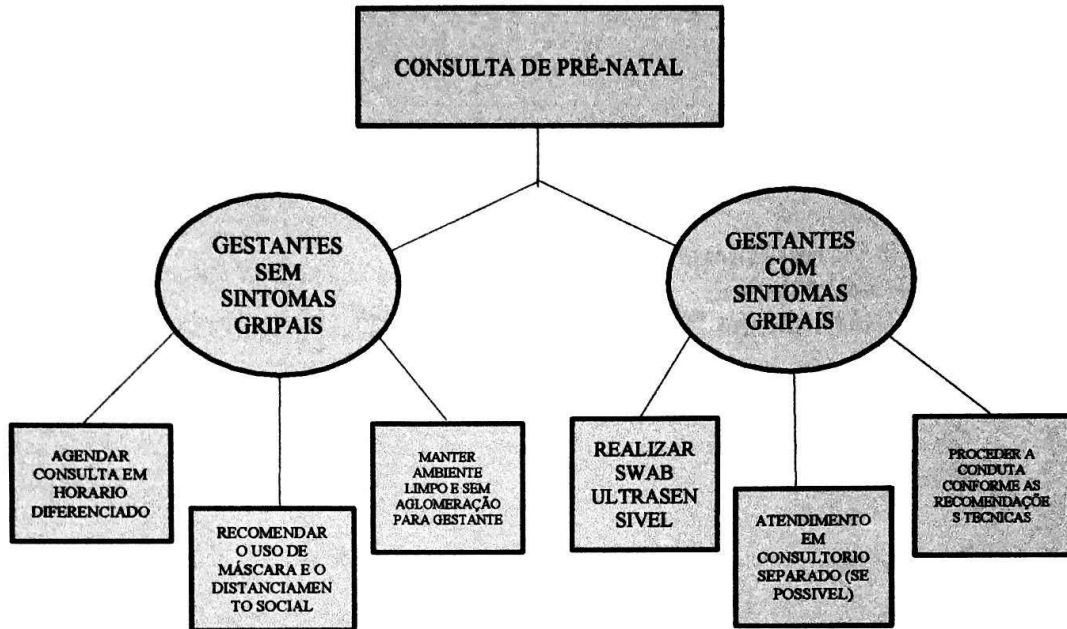 CONSULTA DE PRÉ-NATAL
GESTANTES
SEM
SINTOMAS
GRIPAIS
GESTANTES
COM
SINTOMAS
GRIPAIS
AGENDAR
CONSULTA EM
HORARIO
DIFERENCIADO
RECOMENDAR
O USO DE
MÁSCARA E O
DISTANCIAMEN
TO SOCIAL
MANTER
AMBIENTE
LIMPO E SEM
AGLOMERAÇÃO
PARA GESTANTE
REALIZAR
SWAB
ULTRASEN
SIVEL
ATENDIMENTO
EM
CONSULTORIO
SEPARADO (SE
POSSIVEL)
PROCEDER A
CONDUTA
CONFORME AS
RECOMENDAÇÕE
S TECNICAS